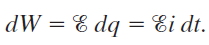 dW = ℰ dq = ℰi dt.